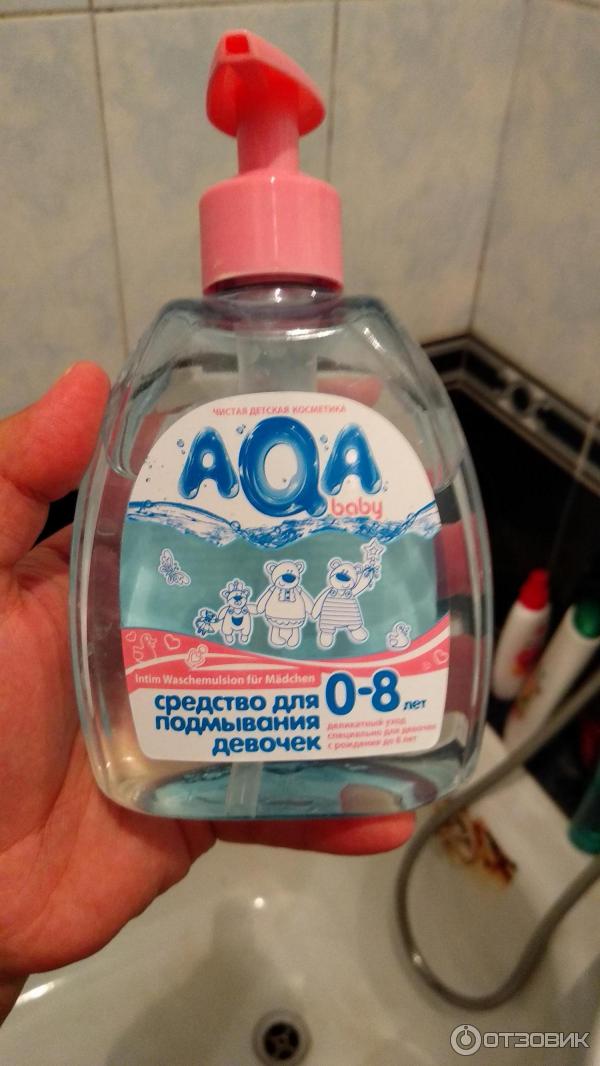 ЧИСТАЯ ДЕТСКАЯ КОСМЕТИКА
AQA
baby
Intim Waschemulsion für Mädchen
средство для
подмывания
девочек
0-8 лет
деликатный уход
специально для девочек
с рождения до 8 лет
ОТЗОВИК